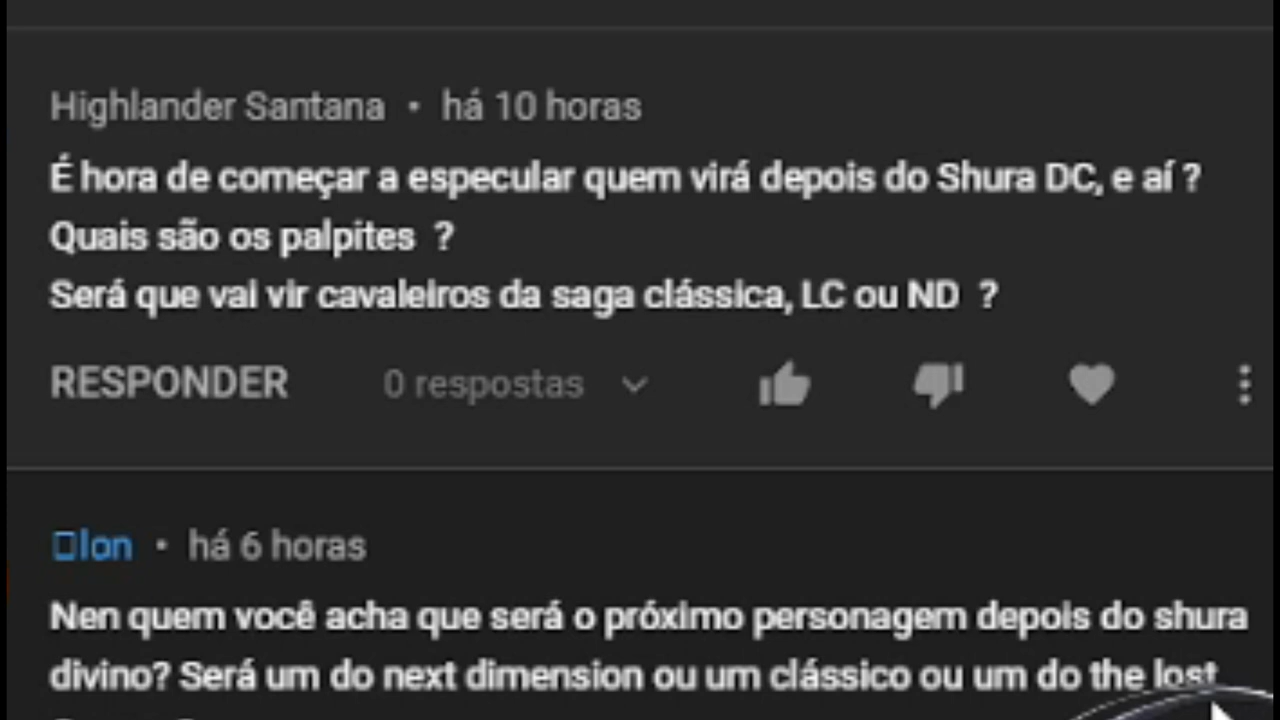 Highlander Santana • há 10 horas
É hora de começar a especular quem virá depois do Shura DC, e aí ?
Quais são os palpites ?
Será que vai vir cavaleiros da saga clássica, LC ou ND ?
RESPONDER 0 respostas
lon • há 6 horas
Nen quem você acha que será o próximo personagem depois do shura
divino? Será um do next dimension ou um clássico ou um do the lost